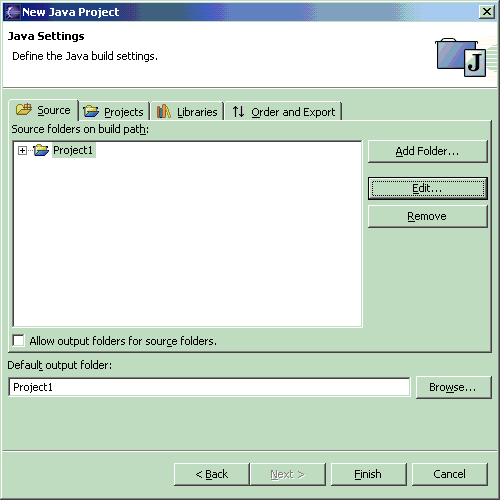 New Java Project
Java Settings
Define the Java build settings.
J
Source Projects Libraries Order and Export
Source folders on build path:
Project1
Add Folder...
Edit...
Remove
Allow output folders for source folders.
Default output folder:
Project1
Browse...
< Back Next > Finish Cancel